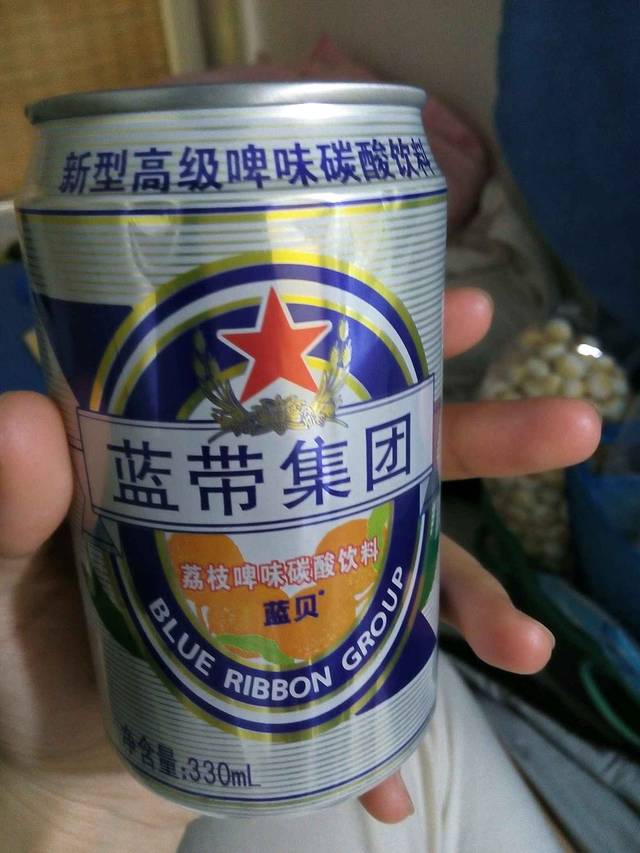 新型高级啤味碳酸饮料
蓝带集团
荔枝啤味碳酸饮料
蓝贝
BLUE RIBBON GROUP
净含量:330mL